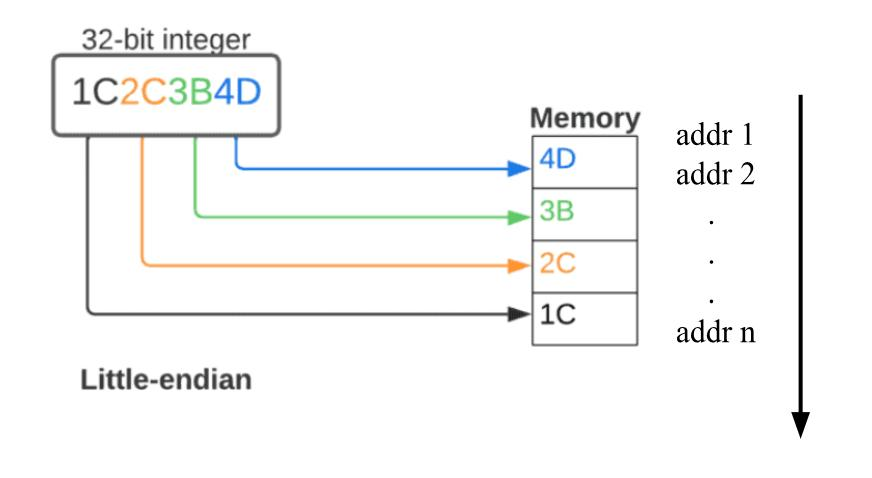 32-bit integer
1C2C3B4D
Memory
4D
3B
2C
1C
addr 1
addr 2
.
.
.
addr n
Little-endian